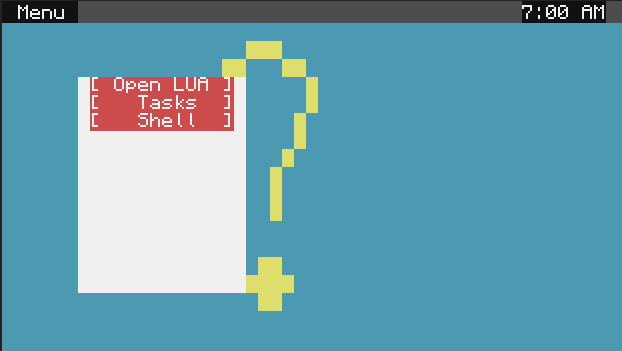 Menu 7:00 AM
[ Open LUA ]
[ Tasks ]
[ Shell ]